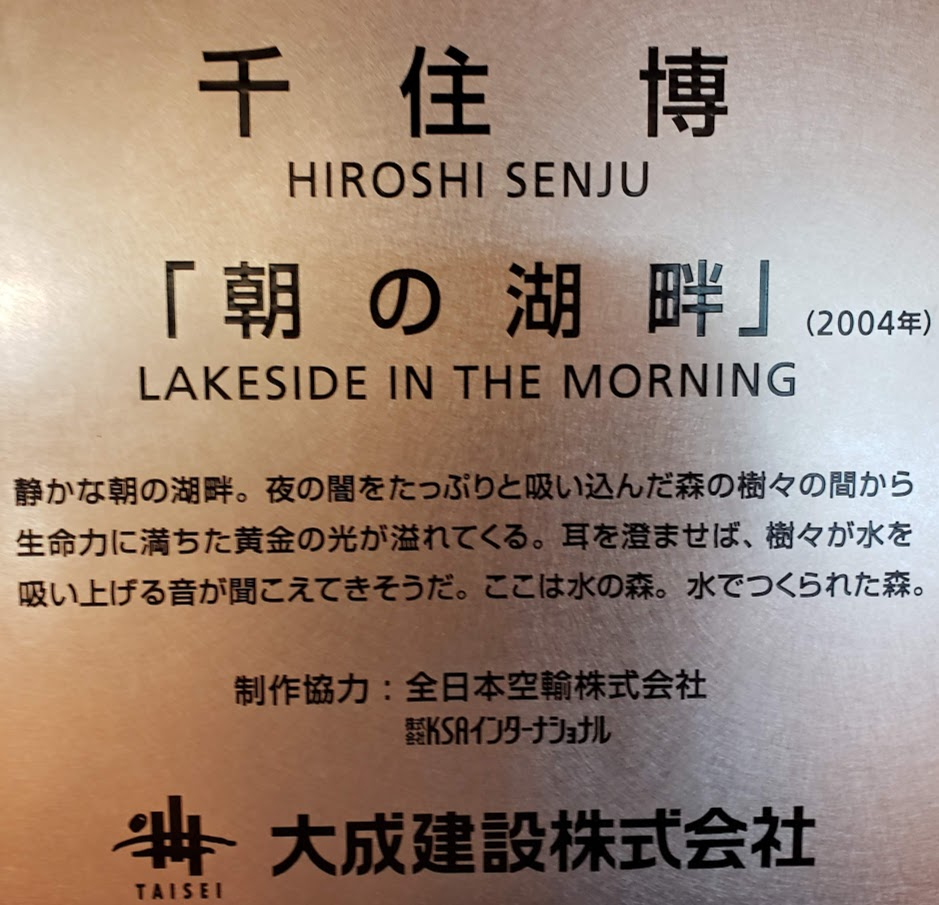 千住博
HIROSHI SENJU
「朝の湖畔」(2004年)
LAKESIDE IN THE MORNING
静かな朝の湖畔。夜の闇をたっぷりと吸い込んだ森の樹々の間から
生命力に満ちた黄金の光が溢れてくる。耳を澄ませば、樹々が水を
吸い上げる音が聞こえてきそうだ。ここは水の森。水でつくられた森。
制作協力：全日本空輸株式会社
株式会社KSAインターナショナル
TAISEI 大成建設株式会社